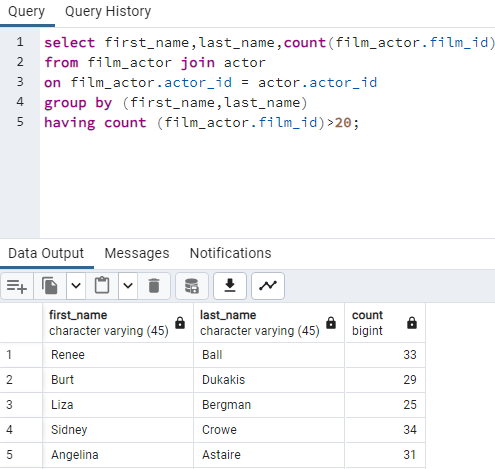 Query Query History
1 select first_name,last_name,count(film_actor.film_id)
2 from film_actor join actor
3 on film_actor.actor_id = actor.actor_id
4 group by (first_name,last_name)
5 having count (film_actor.film_id)>20;
Data Output Messages Notifications
first_name last_name count
character varying (45) character varying (45) bigint
1 Renee Ball 33
2 Burt Dukakis 29
3 Liza Bergman 25
4 Sidney Crowe 34
5 Angelina Astaire 31